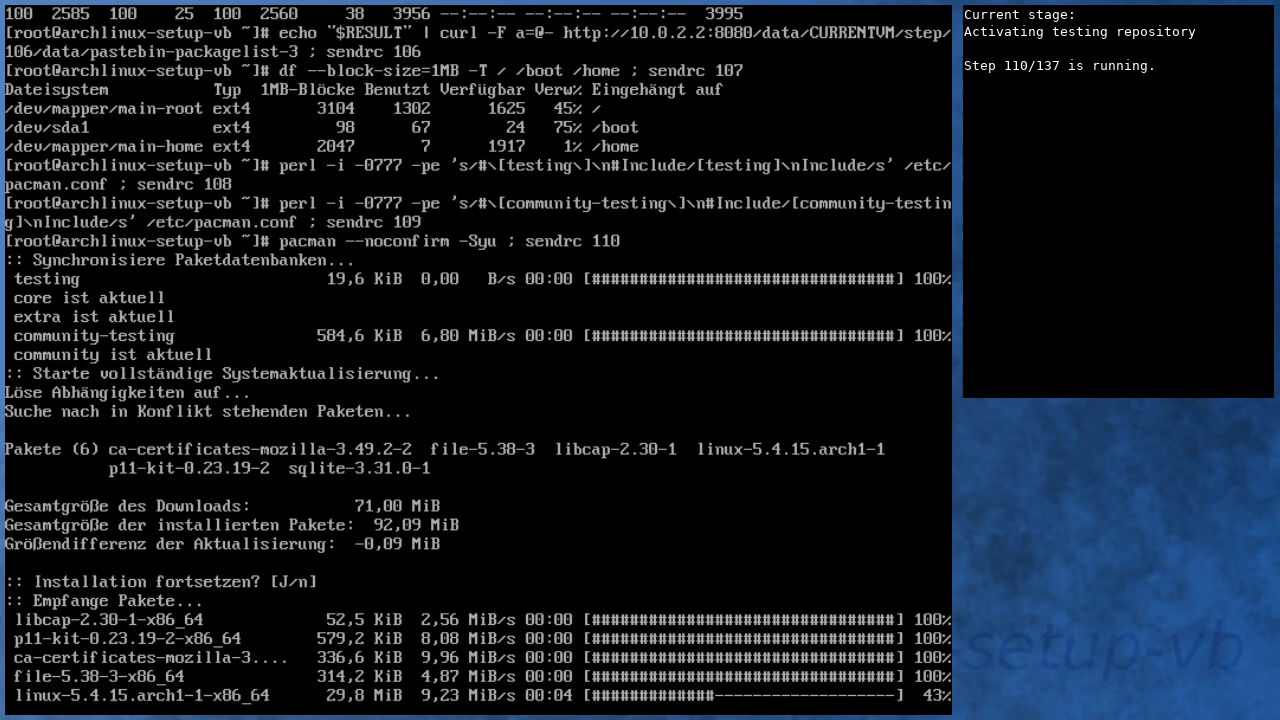 100  2585  100    25  100  2560     38   3956 --:--:-- --:--:-- --:--:--  3995
[root@archlinux-setup-vb ~]# echo "$RESULT" | curl -F a=@- http://10.0.2.2:8080/data/CURRENTVM/step/
106/data/pastebin-packagelist-3 ; sendrc 106
[root@archlinux-setup-vb ~]# df --block-size=1MB -T / /boot /home ; sendrc 107
Dateisystem           Typ  1MB-Blöcke Benutzt Verfügbar Verw% Eingehängt auf
/dev/mapper/main-root ext4       3104    1302      1625   45% /
/dev/sda1             ext4         98      67        24   75% /boot
/dev/mapper/main-home ext4       2047       7      1917    1% /home
[root@archlinux-setup-vb ~]# perl -i -0777 -pe 's/#\[testing\]\n#Include/[testing]\nInclude/s' /etc/
pacman.conf ; sendrc 108
[root@archlinux-setup-vb ~]# perl -i -0777 -pe 's/#\[community-testing\]\n#Include/[community-testin
g]\nInclude/s' /etc/pacman.conf ; sendrc 109
[root@archlinux-setup-vb ~]# pacman --noconfirm -Syu ; sendrc 110
:: Synchronisiere Paketdatenbanken...
 testing                          19,6 KiB  0,00   B/s 00:00 [################################] 100%
 core ist aktuell
 extra ist aktuell
 community-testing               584,6 KiB  6,80 MiB/s 00:00 [################################] 100%
 community ist aktuell
:: Starte vollständige Systemaktualisierung...
Löse Abhängigkeiten auf...
Suche nach in Konflikt stehenden Paketen...
Pakete (6) ca-certificates-mozilla-3.49.2-2  file-5.38-3  libcap-2.30-1  linux-5.4.15.arch1-1
           p11-kit-0.23.19-2  sqlite-3.31.0-1
Gesamtgröße des Downloads:           71,00 MiB
Gesamtgröße der installierten Pakete:  92,09 MiB
Größendifferenz der Aktualisierung:  -0,09 MiB
:: Installation fortsetzen? [J/n]
:: Empfange Pakete...
 libcap-2.30-1-x86_64             52,5 KiB  2,56 MiB/s 00:00 [################################] 100%
 p11-kit-0.23.19-2-x86_64        579,2 KiB  8,08 MiB/s 00:00 [################################] 100%
 ca-certificates-mozilla-3....   336,6 KiB  9,96 MiB/s 00:00 [################################] 100%
 file-5.38-3-x86_64              314,2 KiB  4,87 MiB/s 00:00 [################################] 100%
 linux-5.4.15.arch1-1-x86_64      29,8 MiB  9,23 MiB/s 00:04 [#############-------------------]  43%
Current stage:
Activating testing repository
Step 110/137 is running.
setup-vb